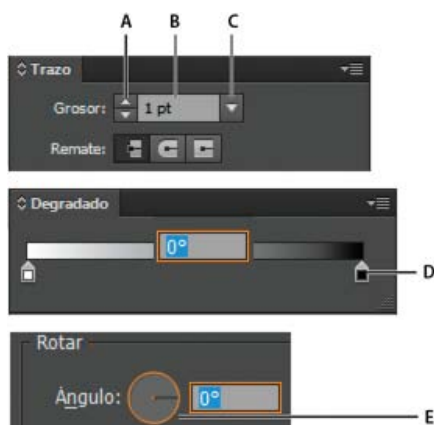 A B C
Trazo
Grosor: 1 pt
Remate:
Degradado
0°
D
Rotar
Ángulo: 0°
E